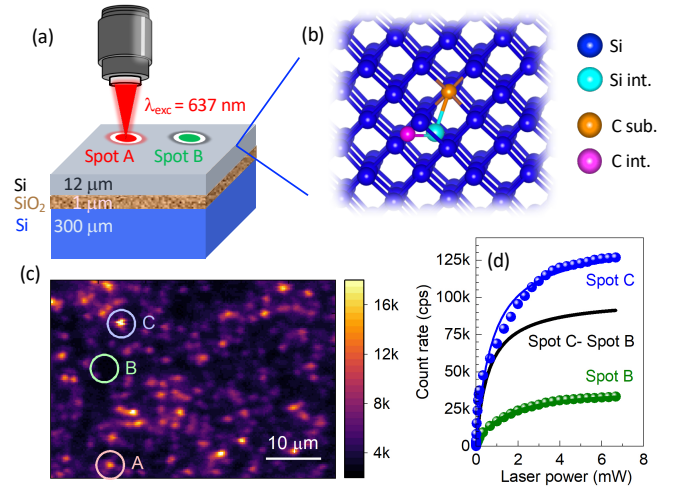 (a)
λexc = 637 nm
Spot A
Spot B
Si
12 μm
SiO2
1 μm
Si
300 μm
(b)
Si
Si int.
C sub.
C int.
(c)
C
B
A
10 μm
16k
12k
8k
4k
(d)
125k
100k
75k
50k
25k
0
Count rate (cps)
Spot C
Spot C- Spot B
Spot B
0 2 4 6 8
Laser power (mW)